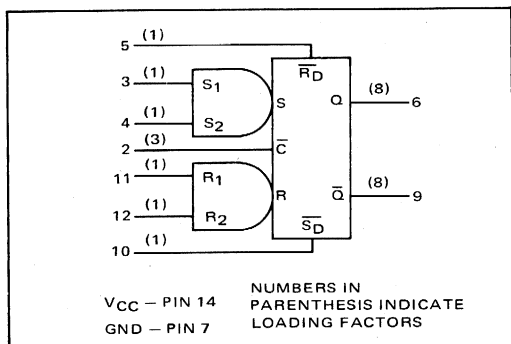 5 (1)
R̅D̅
3 (1)
S1
S
Q (8) 6
4 (1)
S2
2 (3)
C̅
11 (1)
R1
R
Q̅ (8) 9
12 (1)
R2
S̅D̅
10 (1)
VCC – PIN 14
GND – PIN 7
NUMBERS IN
PARENTHESIS INDICATE
LOADING FACTORS